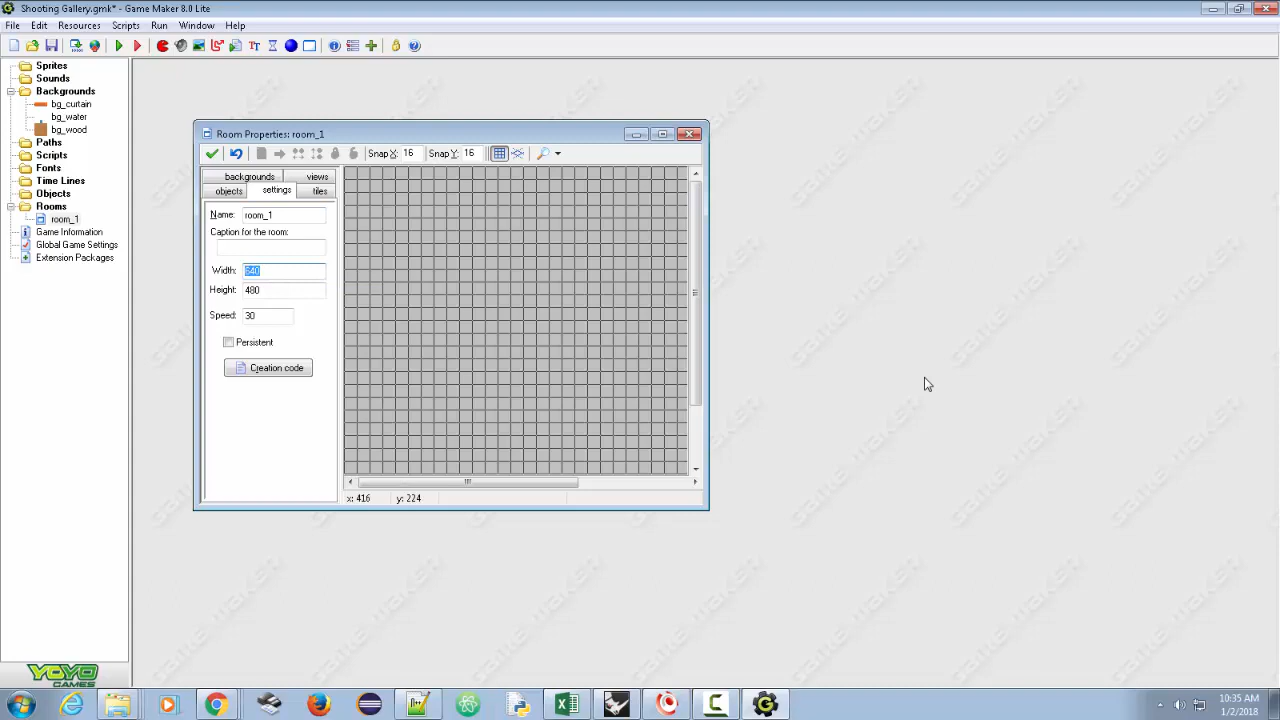 Shooting Gallery.gmk* - Game Maker 8.0 Lite
File Edit Resources Scripts Run Window Help
Sprites
Sounds
Backgrounds
bg_curtain
bg_water
bg_wood
Paths
Scripts
Fonts
Time Lines
Objects
Rooms
room_1
Game Information
Global Game Settings
Extension Packages
Room Properties: room_1
Snap X: 16 Snap Y: 16
backgrounds views
objects settings tiles
Name: room_1
Caption for the room:
Width: 640
Height: 480
Speed: 30
Persistent
Creation code
x: 416 y: 224
YOYO
GAMES
10:35 AM
1/2/2018